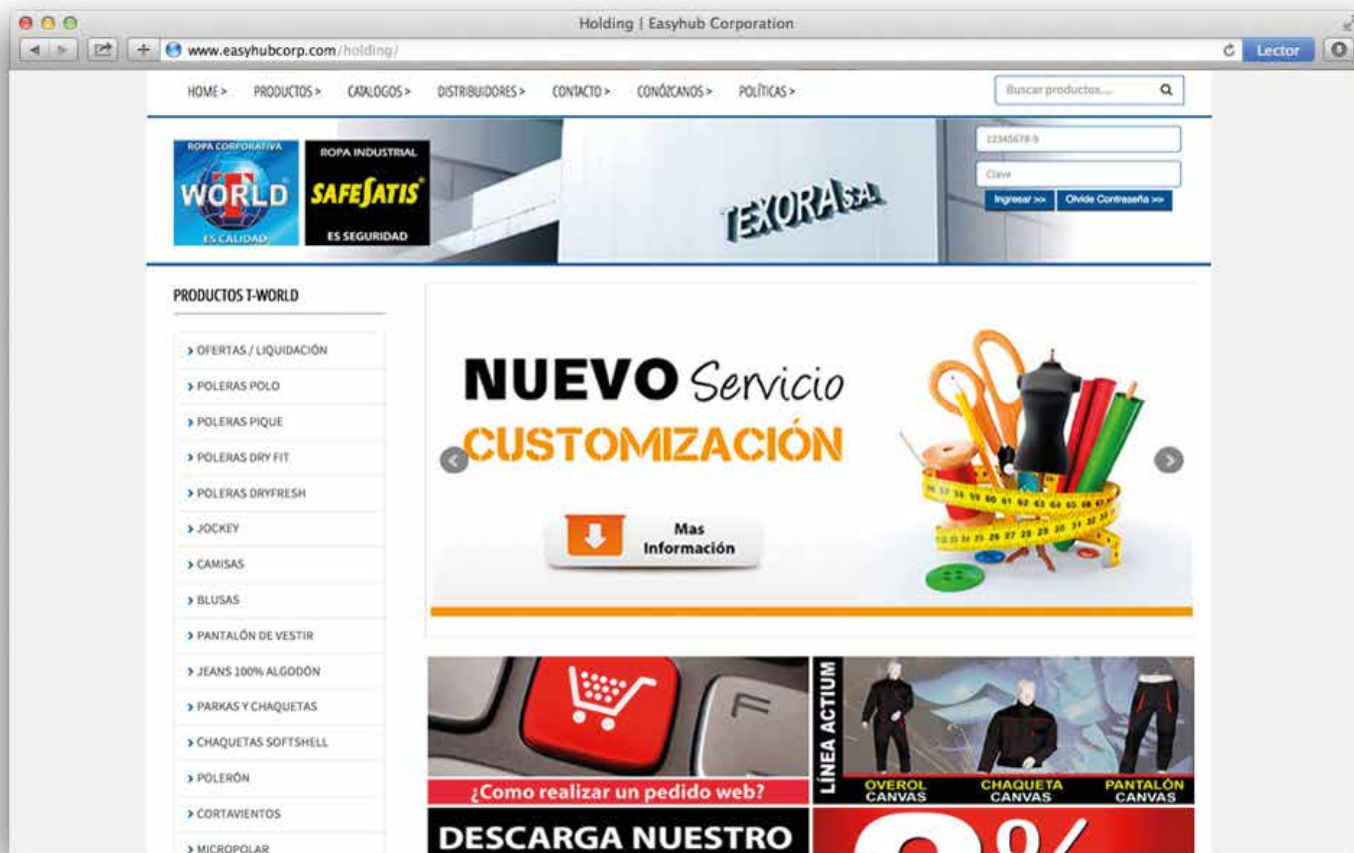 Holding | Easyhub Corporation
www.easyhubcorp.com/holding/
Lector
HOME >
PRODUCTOS >
CATALOGOS >
DISTRIBUIDORES >
CONTACTO >
CONÓZCANOS >
POLÍTICAS >
Buscar productos....
ROPA CORPORATIVA
T
WORLD
ES CALIDAD
ROPA INDUSTRIAL
SAFESATIS®
ES SEGURIDAD
TEXORA S.A.
12345678-9
Clave
Ingresar >>
Olvide Contraseña >>
PRODUCTOS T-WORLD
OFERTAS / LIQUIDACIÓN
POLERAS POLO
POLERAS PIQUE
POLERAS DRY FIT
POLERAS DRYFRESH
JOCKEY
CAMISAS
BLUSAS
PANTALÓN DE VESTIR
JEANS 100% ALGODÓN
PARKAS Y CHAQUETAS
CHAQUETAS SOFTSHELL
POLERÓN
CORTAVIENTOS
MICROPOLAR
NUEVO Servicio
CUSTOMIZACIÓN
Mas
Información
F
¿Como realizar un pedido web?
LÍNEA ACTIUM
OVEROL
CANVAS
CHAQUETA
CANVAS
PANTALÓN
CANVAS
DESCARGA NUESTRO
%